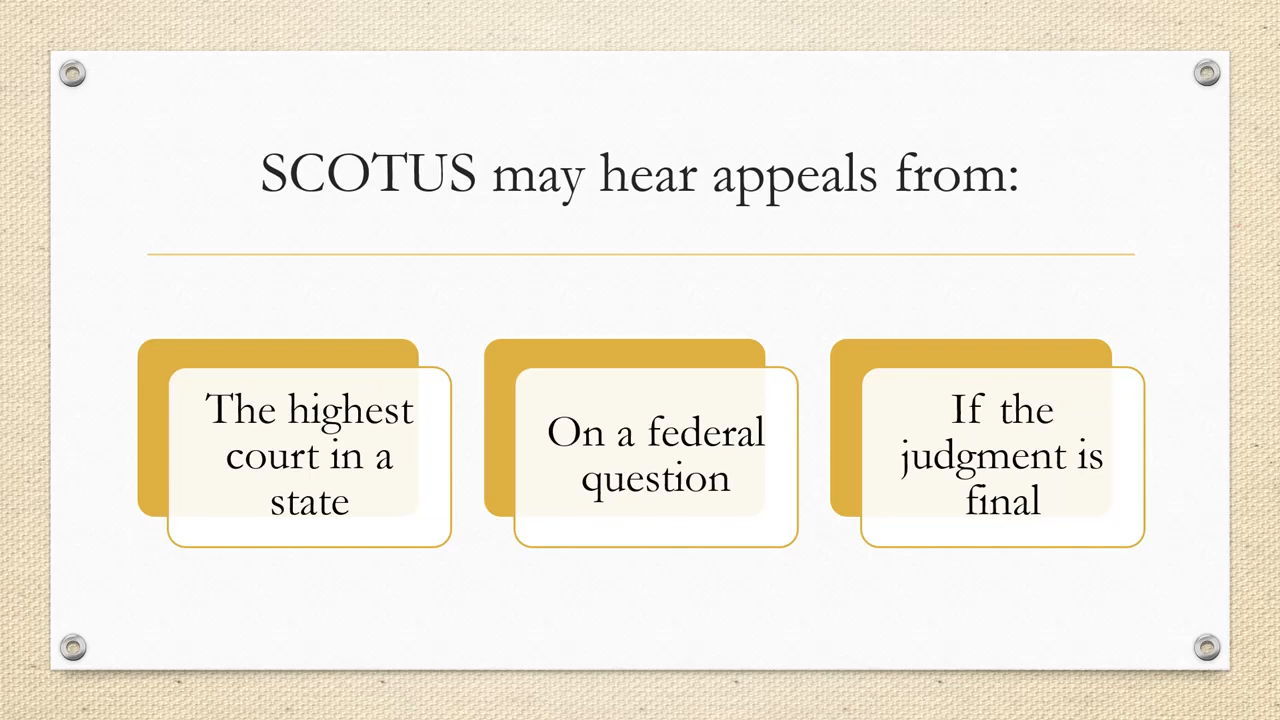 SCOTUS may hear appeals from:
The highest
court in a
state
On a federal
question
If the
judgment is
final